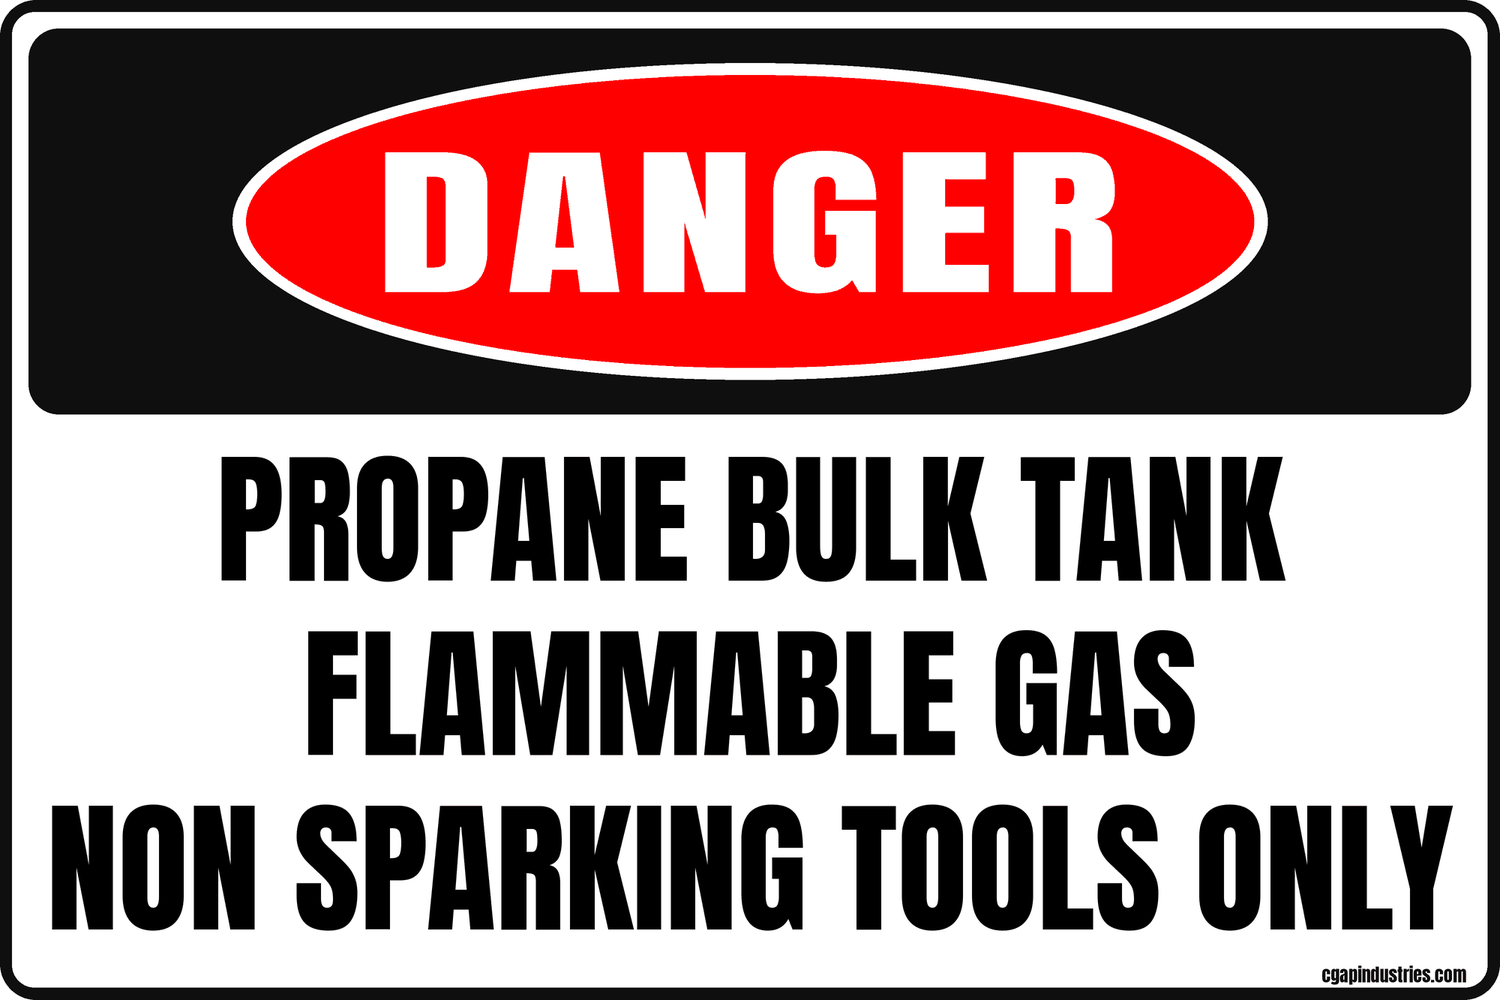 DANGER
PROPANE BULK TANK
FLAMMABLE GAS
NON SPARKING TOOLS ONLY
cgapindustries.com